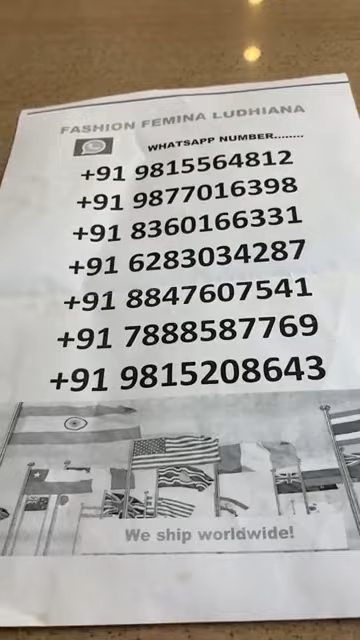 FASHION FEMINA LUDHIANA
WHATSAPP NUMBER........
+91 9815564812
+91 9877016398
+91 8360166331
+91 6283034287
+91 8847607541
+91 7888587769
+91 9815208643
We ship worldwide!